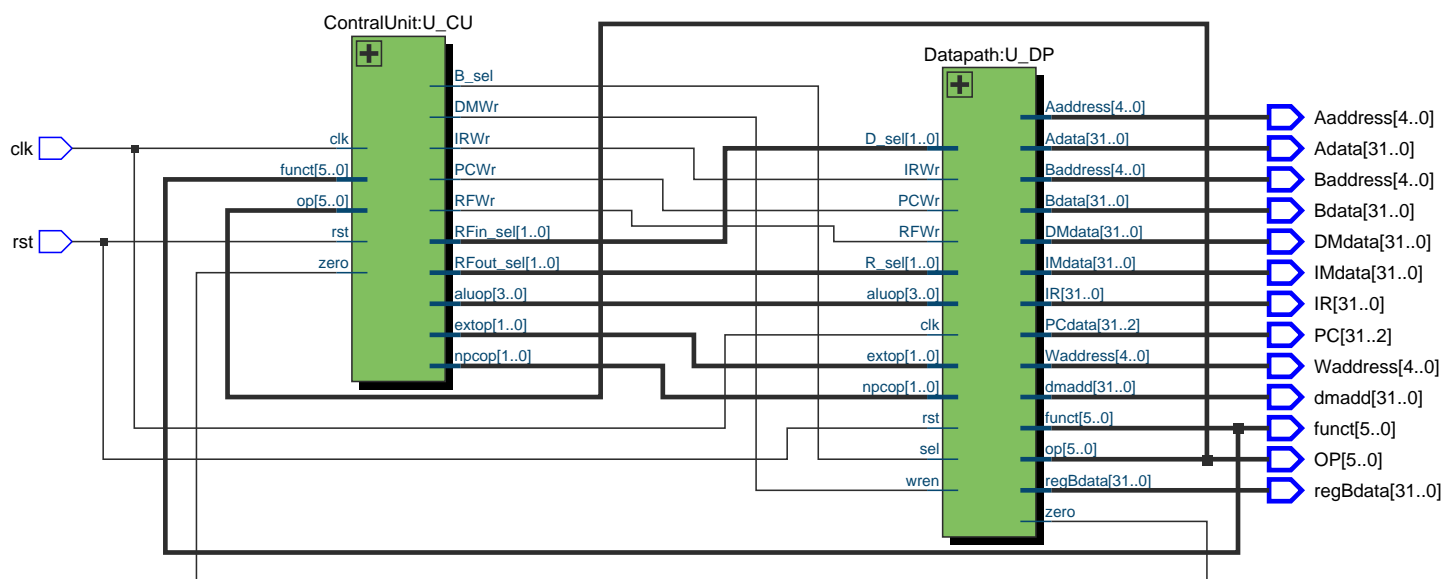 ContralUnit:U_CU
Datapath:U_DP
clk
rst
clk
funct[5..0]
op[5..0]
rst
zero
B_sel
DMWr
IRWr
PCWr
RFWr
RFin_sel[1..0]
RFout_sel[1..0]
aluop[3..0]
extop[1..0]
npcop[1..0]
D_sel[1..0]
IRWr
PCWr
RFWr
R_sel[1..0]
aluop[3..0]
clk
extop[1..0]
npcop[1..0]
rst
sel
wren
Aaddress[4..0]
Adata[31..0]
Baddress[4..0]
Bdata[31..0]
DMdata[31..0]
IMdata[31..0]
IR[31..0]
PCdata[31..2]
Waddress[4..0]
dmadd[31..0]
funct[5..0]
op[5..0]
regBdata[31..0]
zero
Aaddress[4..0]
Adata[31..0]
Baddress[4..0]
Bdata[31..0]
DMdata[31..0]
IMdata[31..0]
IR[31..0]
PC[31..2]
Waddress[4..0]
dmadd[31..0]
funct[5..0]
OP[5..0]
regBdata[31..0]